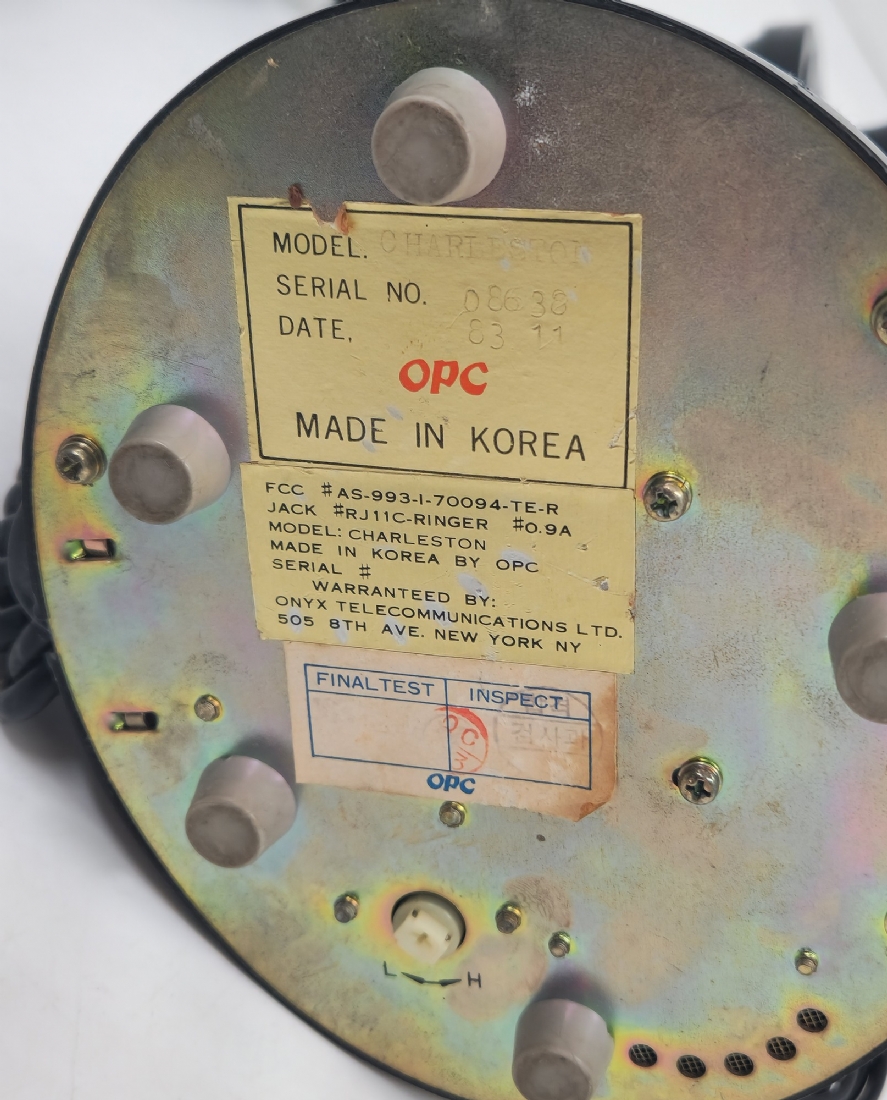 MODEL. CHARLESTON
SERIAL NO. 08638
DATE, 83 11
OPC
MADE IN KOREA
FCC #AS-993-I-70094-TE-R
JACK #RJ11C-RINGER #0.9A
MODEL: CHARLESTON
MADE IN KOREA BY OPC
SERIAL #
WARRANTED BY:
ONYX TELECOMMUNICATIONS LTD.
505 8TH AVE. NEW YORK NY
FINALTEST INSPECT
OPC
L H